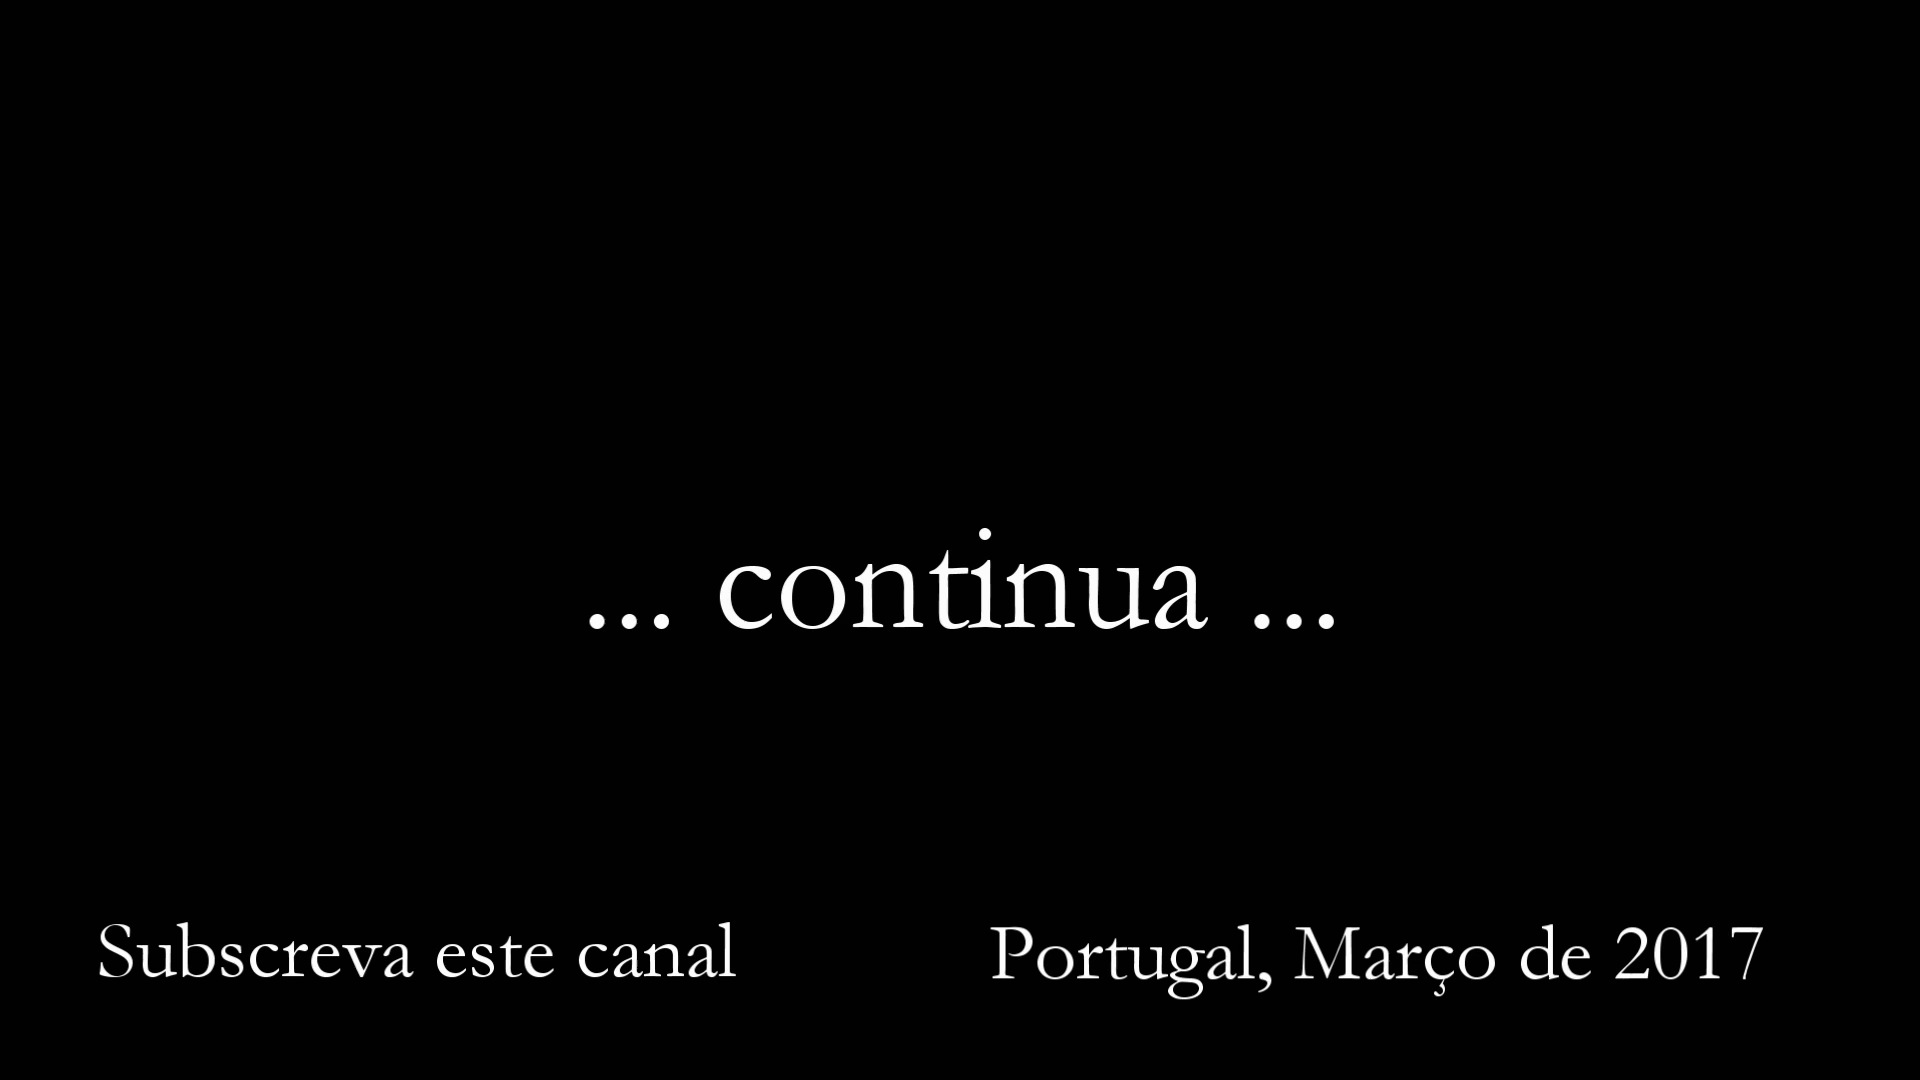 ... continua ...
Subscreva este canal
Portugal, Março de 2017